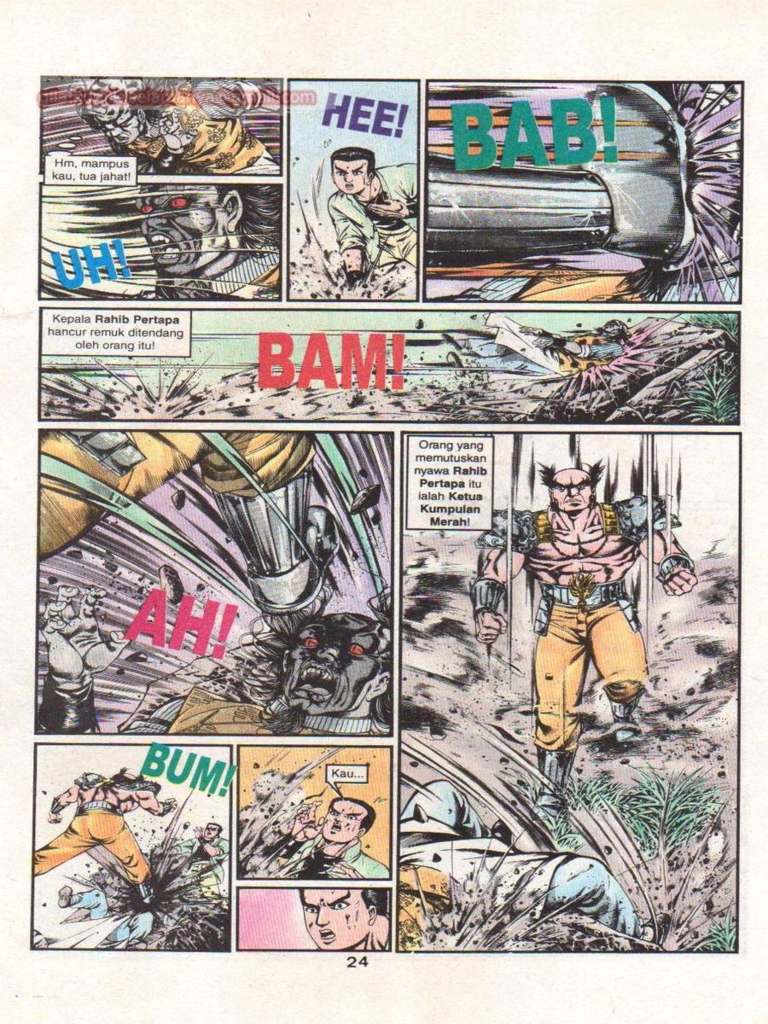 Hm, mampus
kau, tua jahat!
UH!
HEE!
BAB!
Kepala Rahib Pertapa
hancur remuk ditendang
oleh orang itu!
BAM!
AH!
Orang yang
memutuskan
nyawa Rahib
Pertapa itu
ialah Ketua
Kumpulan
Merah!
BUM!
Kau...
24